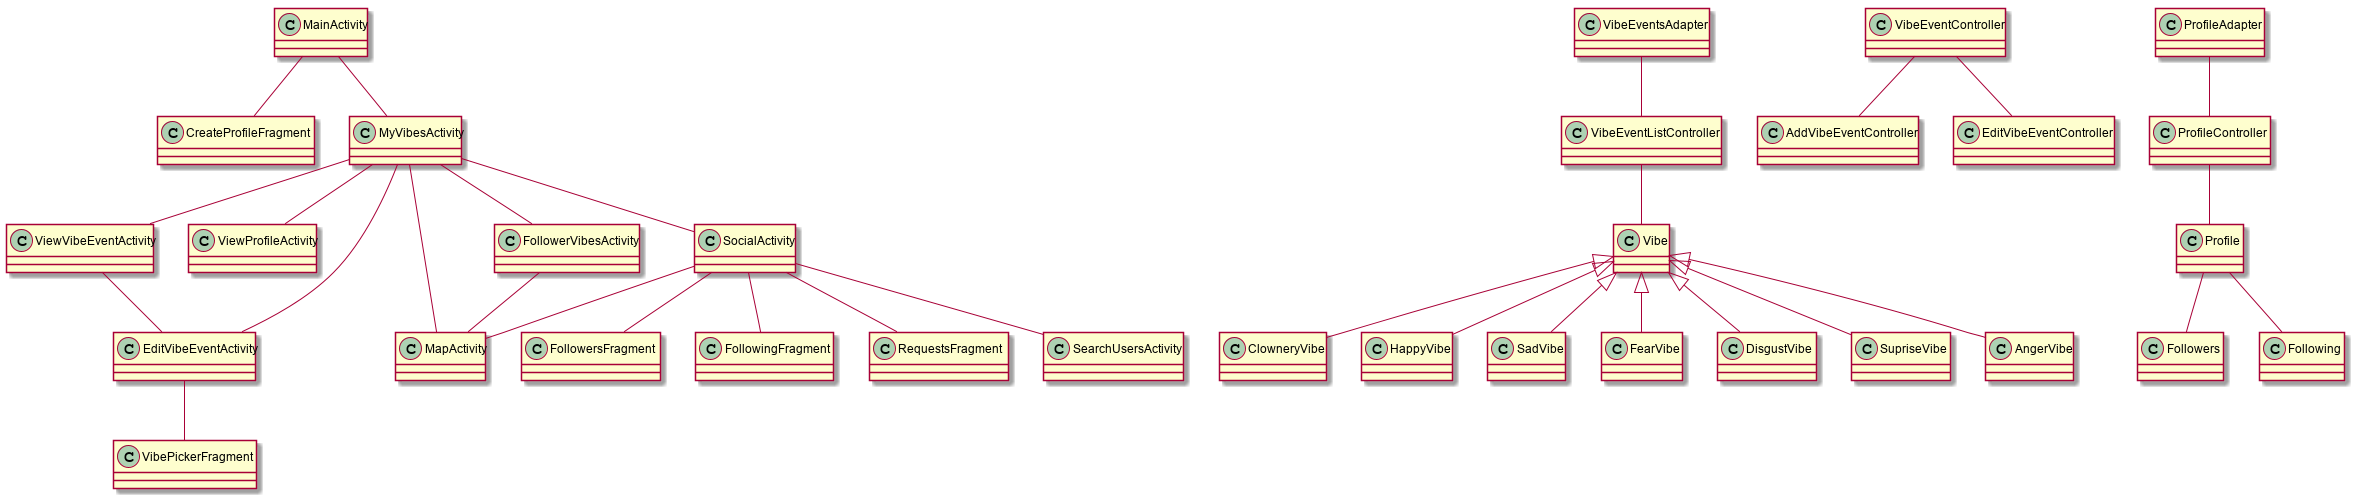 C MainActivity
C VibeEventsAdapter
C VibeEventController
C ProfileAdapter
C CreateProfileFragment
C MyVibesActivity
C VibeEventListController
C AddVibeEventController
C EditVibeEventController
C ProfileController
C ViewVibeEventActivity
C ViewProfileActivity
C FollowerVibesActivity
C SocialActivity
C Vibe
C Profile
C EditVibeEventActivity
C MapActivity
C FollowersFragment
C FollowingFragment
C RequestsFragment
C SearchUsersActivity
C ClowneryVibe
C HappyVibe
C SadVibe
C FearVibe
C DisgustVibe
C SupriseVibe
C AngerVibe
C Followers
C Following
C VibePickerFragment